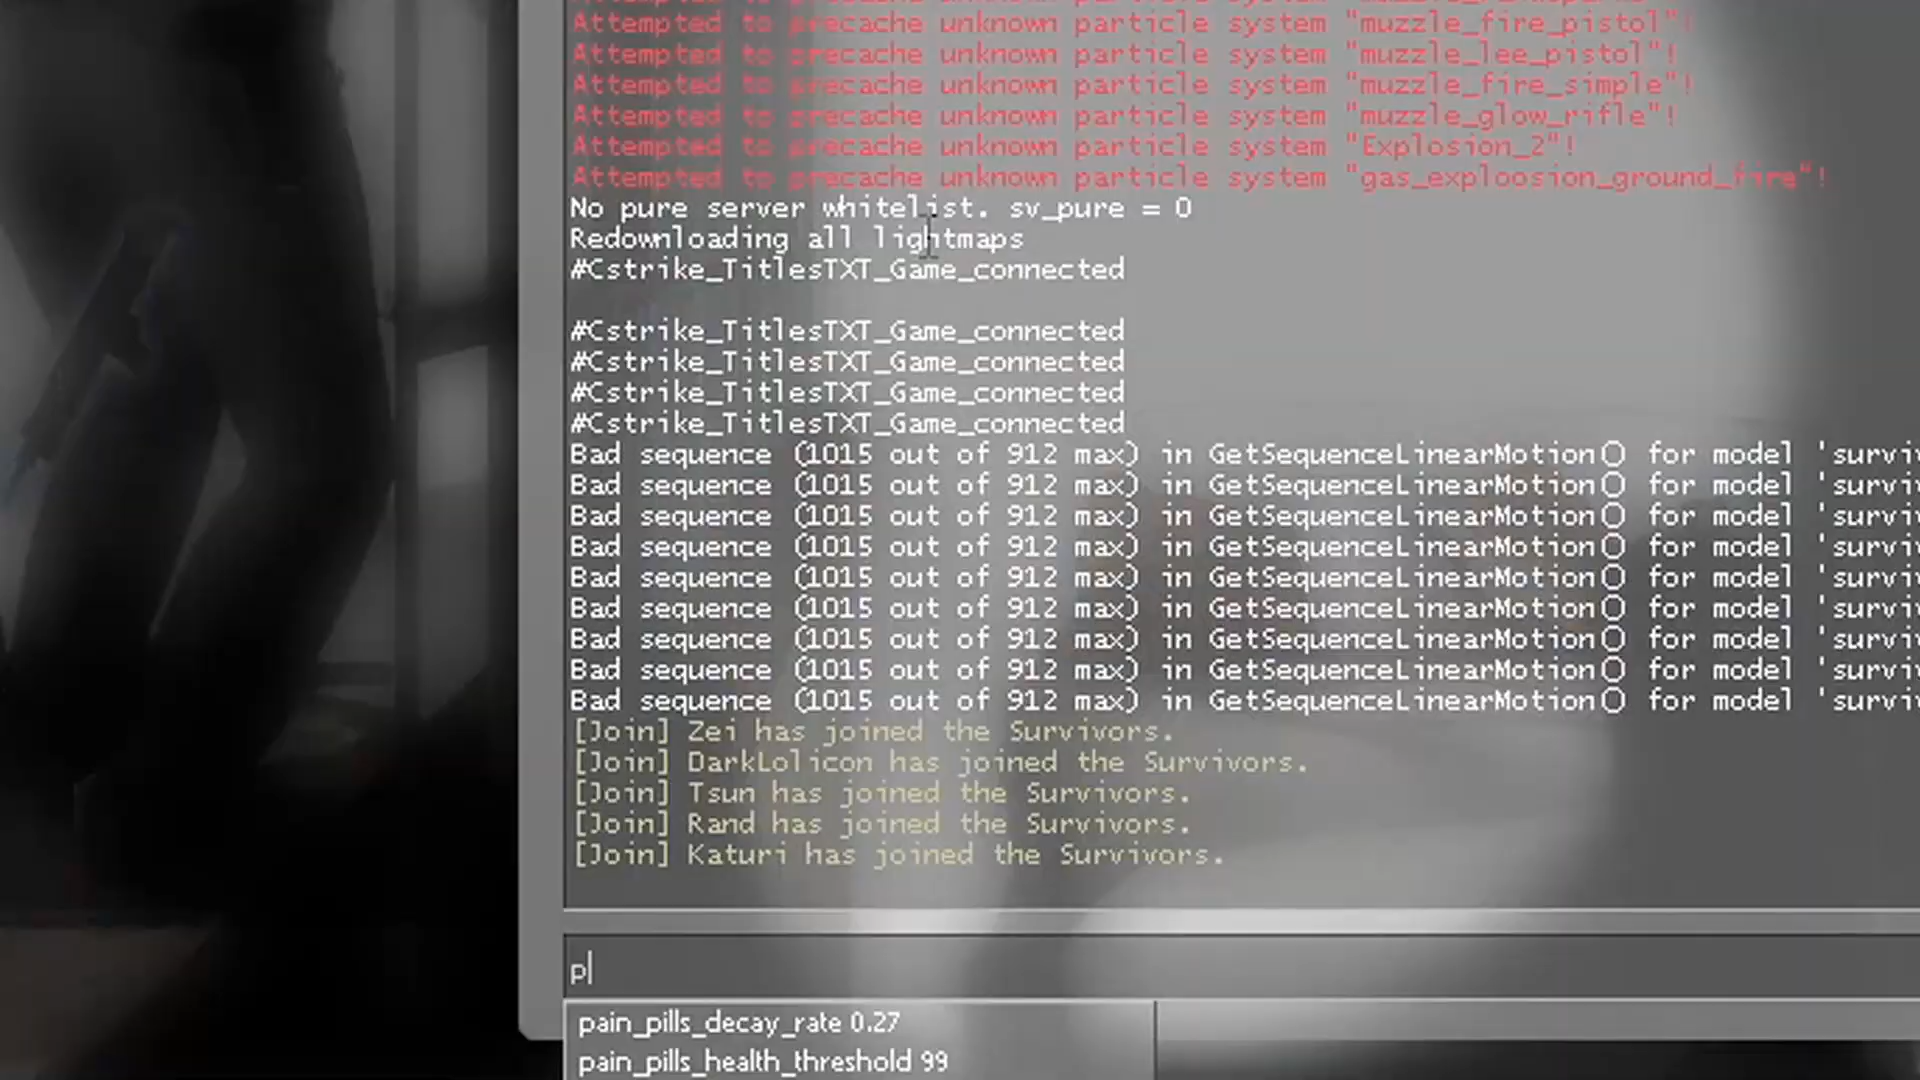 Attempted to precache unknown particle system "muzzle_fire_pistol"!
Attempted to precache unknown particle system "muzzle_lee_pistol"!
Attempted to precache unknown particle system "muzzle_fire_simple"!
Attempted to precache unknown particle system "muzzle_glow_rifle"!
Attempted to precache unknown particle system "Explosion_2"!
Attempted to precache unknown particle system "gas_exploosion_ground_fire"!
No pure server whitelist. sv_pure = 0
Redownloading all lightmaps
#Cstrike_TitlesTXT_Game_connected
#Cstrike_TitlesTXT_Game_connected
#Cstrike_TitlesTXT_Game_connected
#Cstrike_TitlesTXT_Game_connected
#Cstrike_TitlesTXT_Game_connected
Bad sequence (1015 out of 912 max) in GetSequenceLinearMotion() for model 'surviv
Bad sequence (1015 out of 912 max) in GetSequenceLinearMotion() for model 'surviv
Bad sequence (1015 out of 912 max) in GetSequenceLinearMotion() for model 'surviv
Bad sequence (1015 out of 912 max) in GetSequenceLinearMotion() for model 'surviv
Bad sequence (1015 out of 912 max) in GetSequenceLinearMotion() for model 'surviv
Bad sequence (1015 out of 912 max) in GetSequenceLinearMotion() for model 'surviv
Bad sequence (1015 out of 912 max) in GetSequenceLinearMotion() for model 'surviv
Bad sequence (1015 out of 912 max) in GetSequenceLinearMotion() for model 'surviv
Bad sequence (1015 out of 912 max) in GetSequenceLinearMotion() for model 'surviv
[Join] Zei has joined the Survivors.
[Join] DarkLolicon has joined the Survivors.
[Join] Tsun has joined the Survivors.
[Join] Rand has joined the Survivors.
[Join] Katuri has joined the Survivors.
p
pain_pills_decay_rate 0.27
pain_pills_health_threshold 99